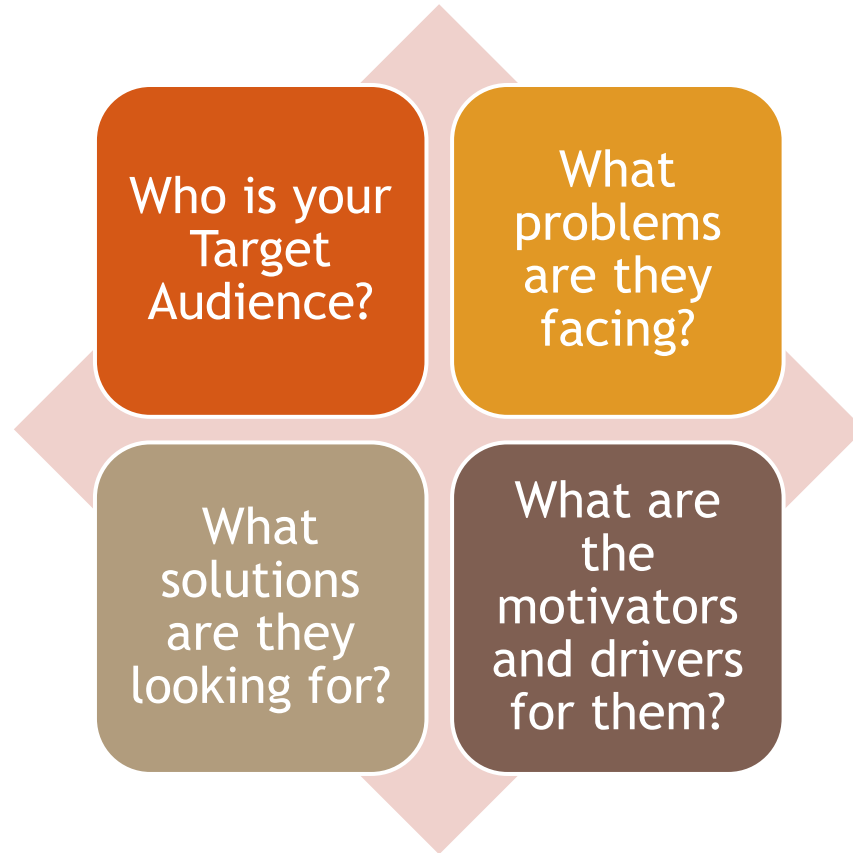 Who is your
Target
Audience?
What
problems
are they
facing?
What
solutions
are they
looking for?
What are
the
motivators
and drivers
for them?